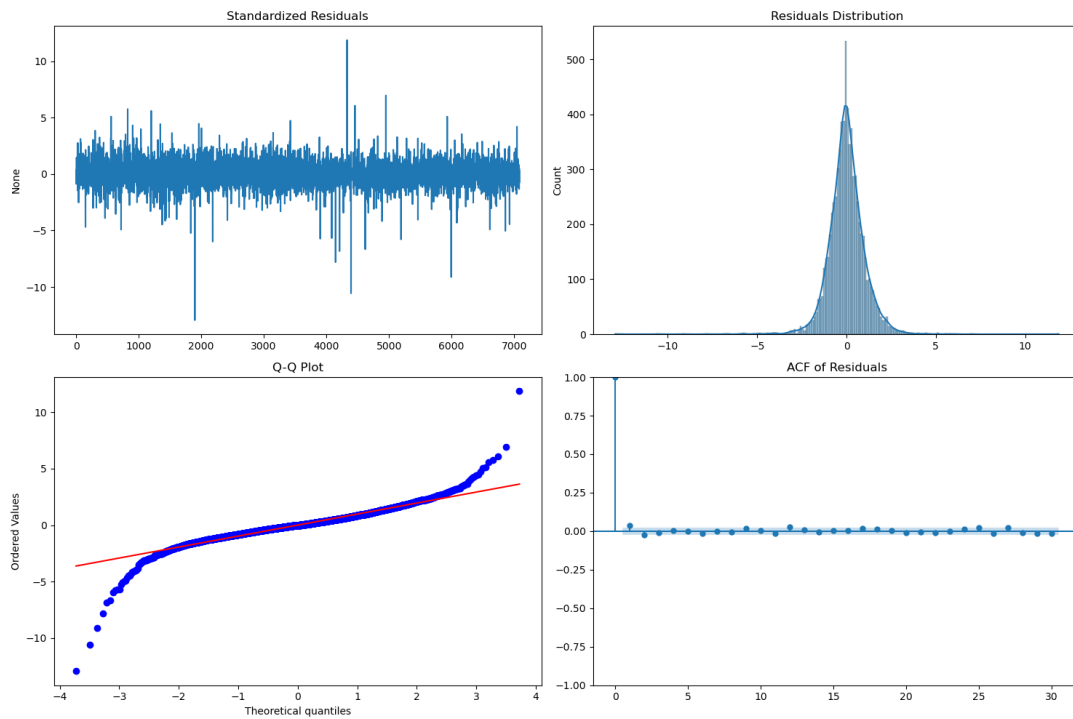 Standardized Residuals
None
10
5
0
−5
−10
0 1000 2000 3000 4000 5000 6000 7000
Residuals Distribution
Count
500
400
300
200
100
0
−10 −5 0 5 10
Q-Q Plot
Ordered Values
10
5
0
−5
−10
−4 −3 −2 −1 0 1 2 3 4
Theoretical quantiles
ACF of Residuals
1.00
0.75
0.50
0.25
0.00
−0.25
−0.50
−0.75
−1.00
0 5 10 15 20 25 30